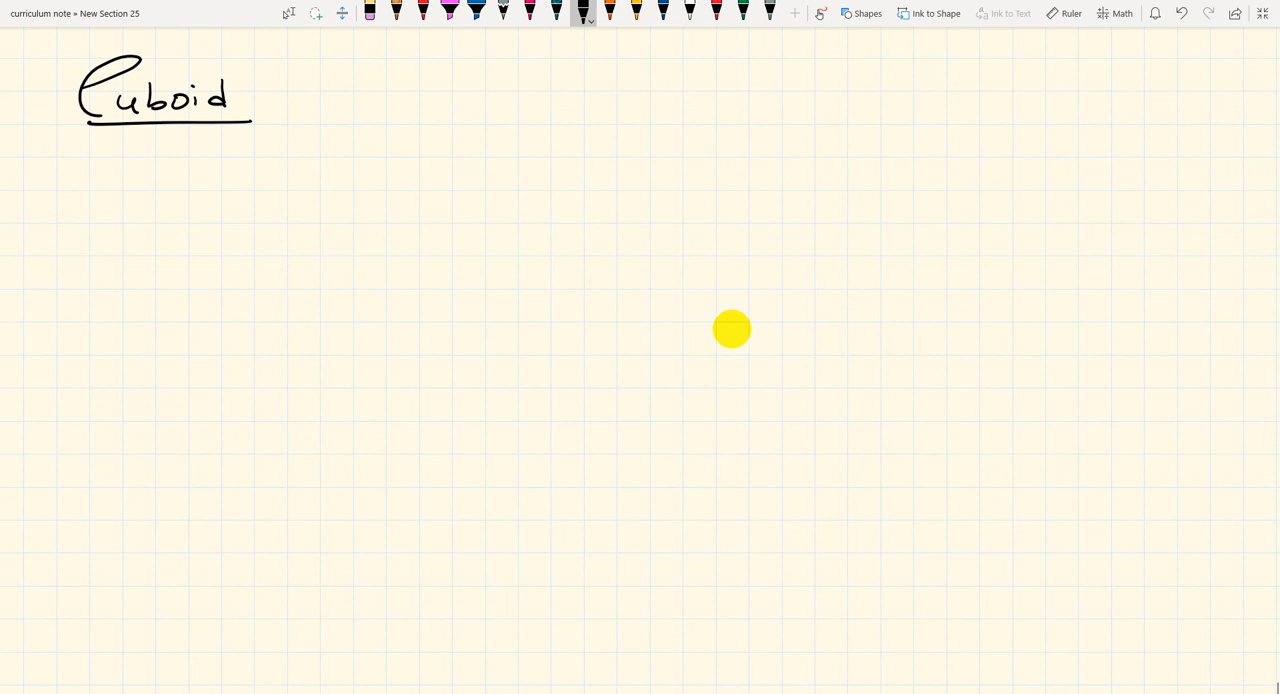 curriculum note » New Section 25
Shapes
Ink to Shape
Ink to Text
Ruler
Math
Cuboid